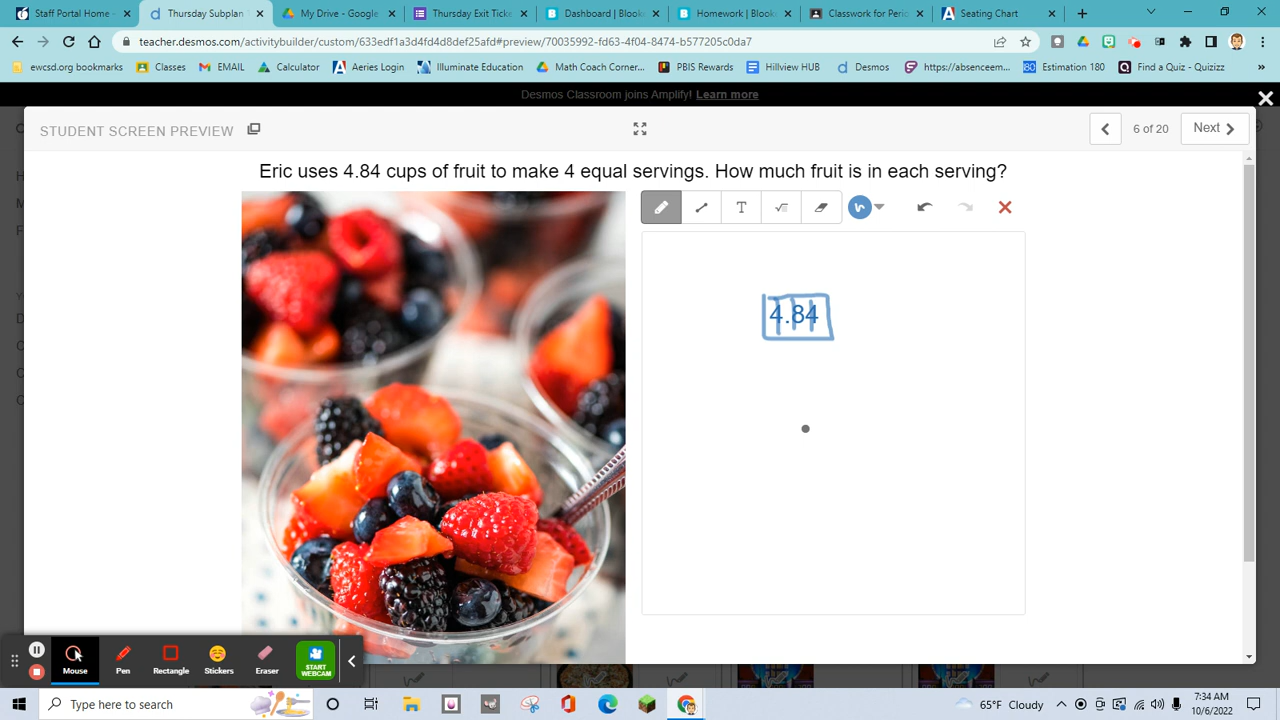 Staff Portal Home -
Thursday Subplan
My Drive - Google
Thursday Exit Ticke
Dashboard | Blook
Homework | Blook
Classwork for Peric
Seating Chart
teacher.desmos.com/activitybuilder/custom/633edf1a3d4fd4d8def25afd#preview/70035992-fd63-4f04-8474-b577205c0da7
ewcsd.org bookmarks
Classes
EMAIL
Calculator
Aeries Login
Illuminate Education
Math Coach Corner...
PBIS Rewards
Hillview HUB
Desmos
https://absenceem...
Estimation 180
Find a Quiz - Quizizz
»
Desmos Classroom joins Amplify! Learn more
STUDENT SCREEN PREVIEW
6 of 20
Next
Eric uses 4.84 cups of fruit to make 4 equal servings. How much fruit is in each serving?
T
4.84
Mouse
Pen
Rectangle
Stickers
Eraser
START WEBCAM
Type here to search
65°F Cloudy
7:34 AM
10/6/2022